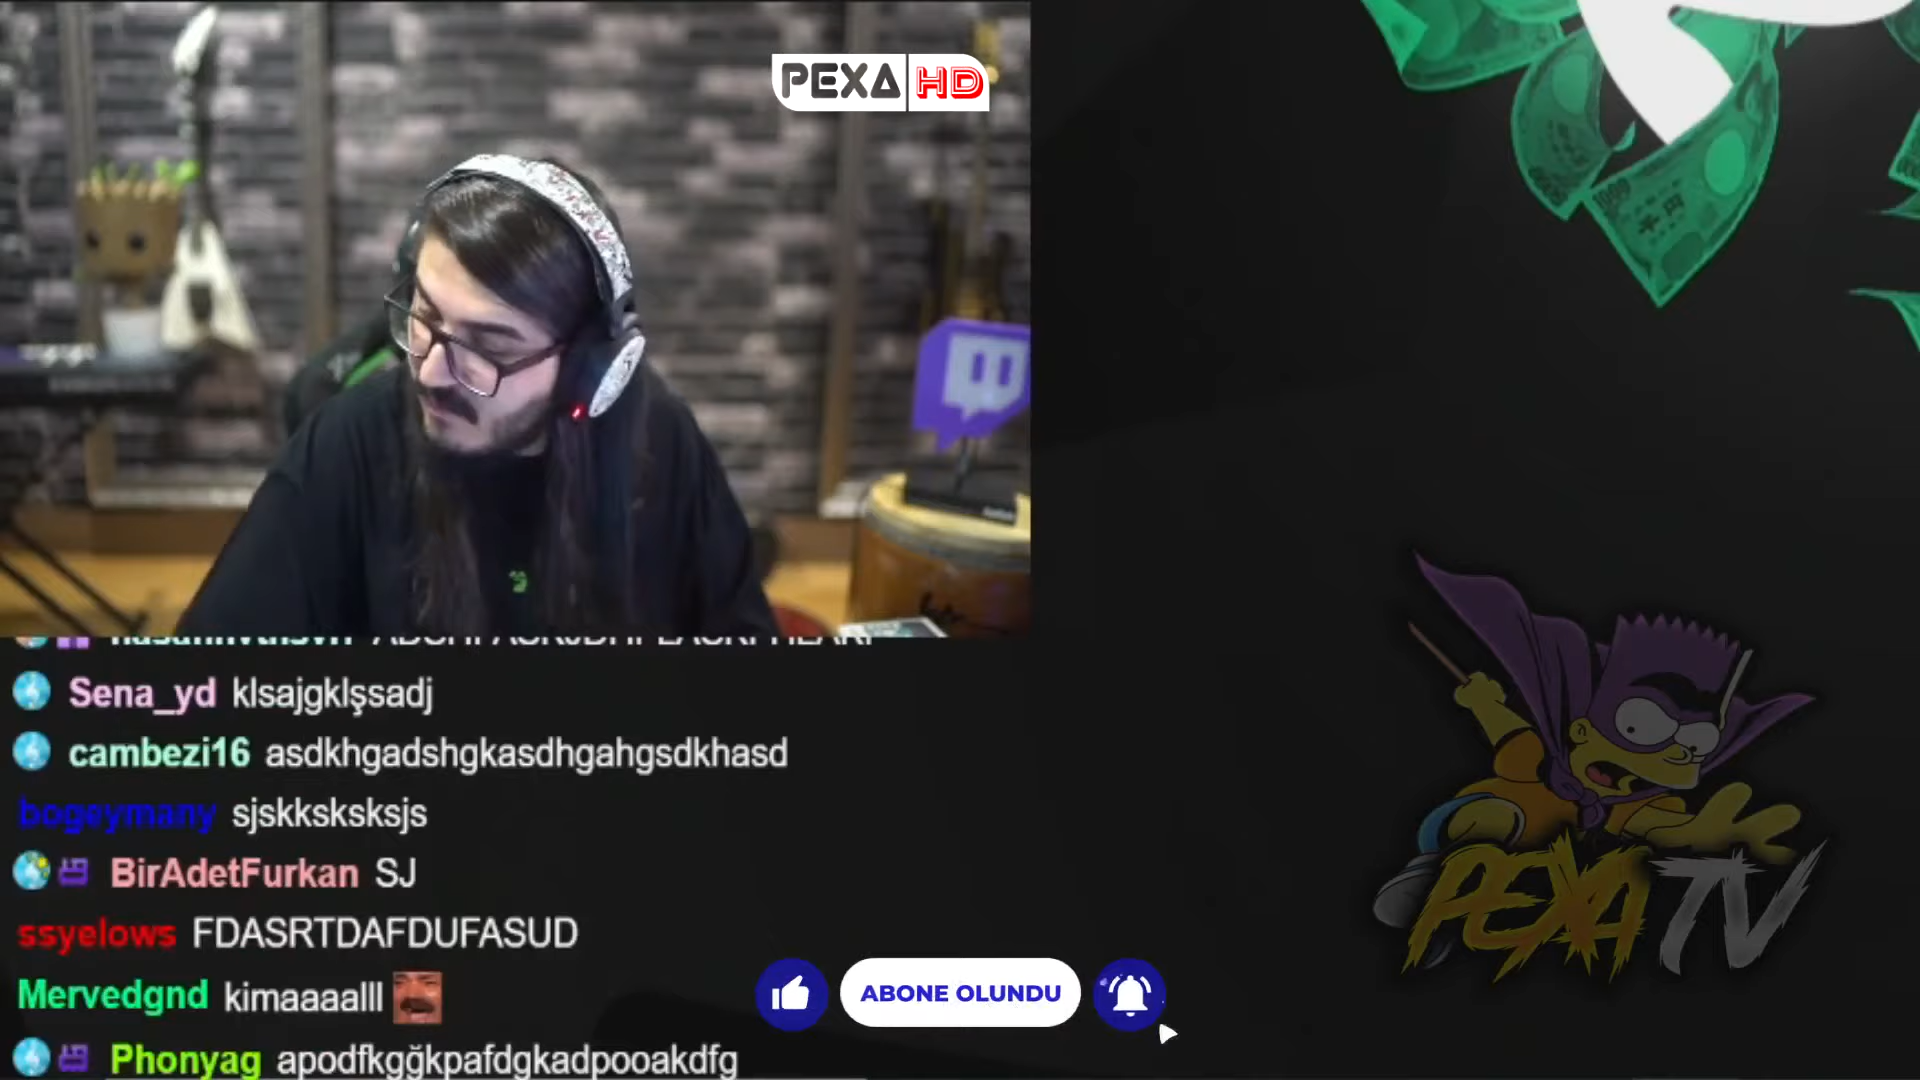 PEXA HD
1000
Sena_yd klsajgklşsadj
cambezi16 asdkhgadshgkasdhgahgsdkhasd
bogeymany sjskksksksjs
BirAdetFurkan SJ
ssyelows FDASRTDAFDUFASUD
Mervedgnd kimaaaalll
Phonyag apodfkgğkpafdgkadpooakdfg
ABONE OLUNDU
PEXA TV